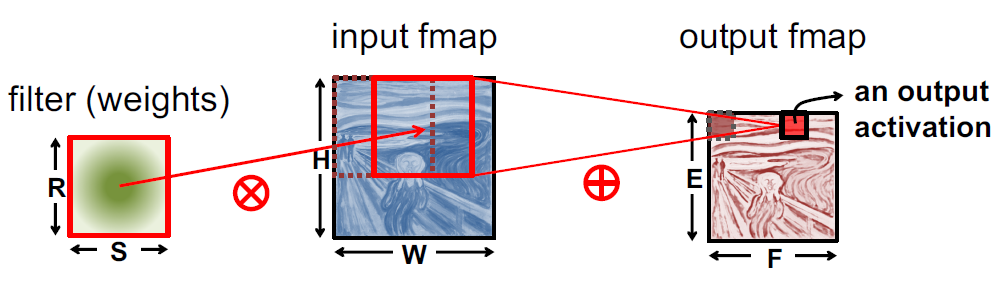 input fmap
output fmap
filter (weights)
an output
activation
R
S
H
W
E
F